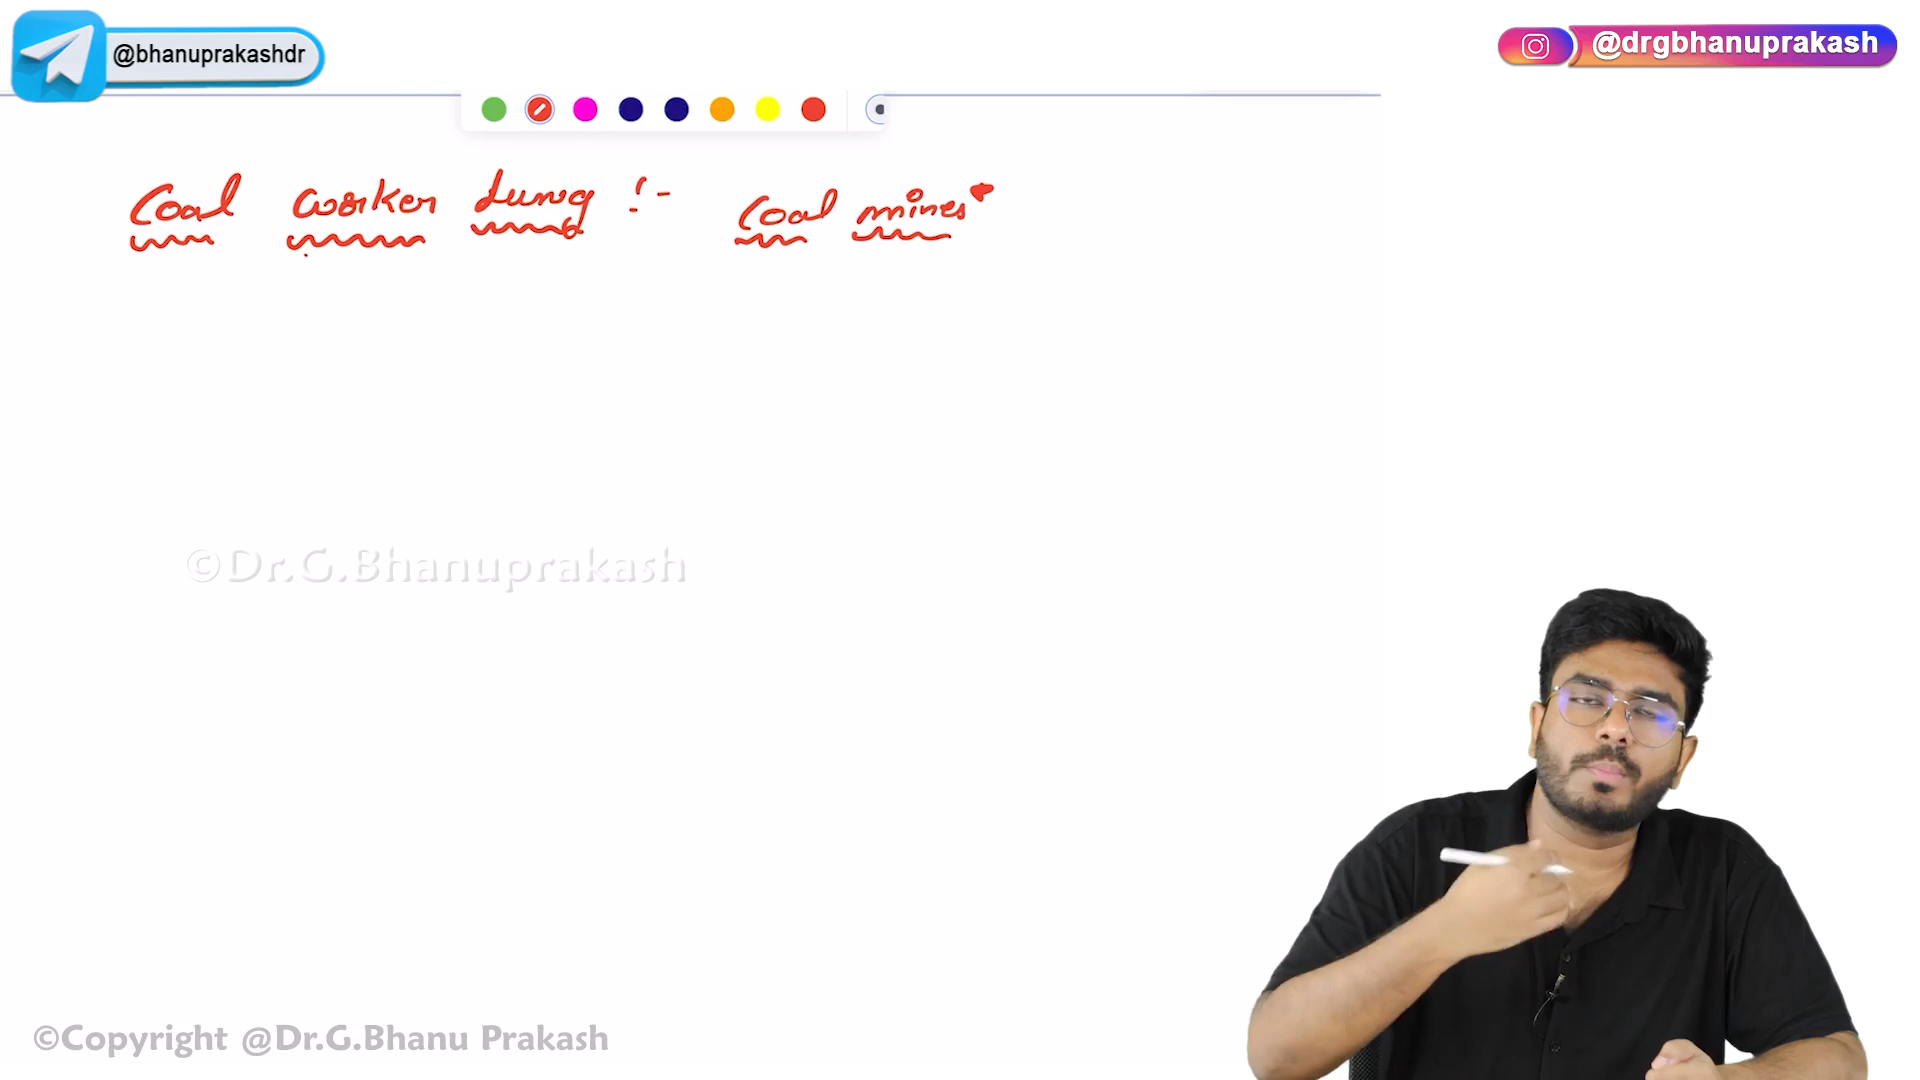 @bhanuprakashdr
@drgbhanuprakash
Coal worker Lung :- Coal mines
©Dr.G.Bhanuprakash
©Copyright @Dr.G.Bhanu Prakash